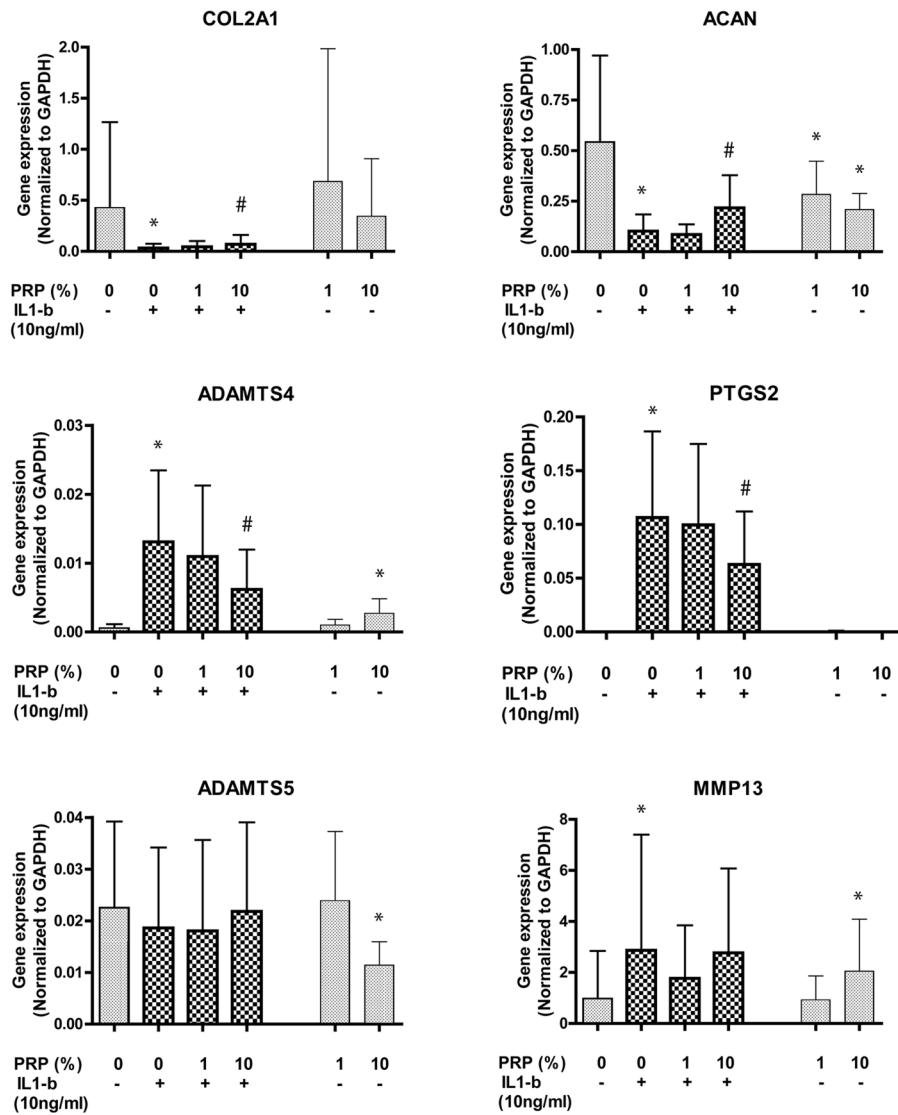 COL2A1
Gene expression
(Normalized to GAPDH)
2.0
1.5
1.0
0.5
0.0
*
#
PRP (%) 0 0 1 10 1 10
IL1-b - + + + - -
(10ng/ml)
ACAN
Gene expression
(Normalized to GAPDH)
1.00
0.75
0.50
0.25
0.00
*
#
*
*
PRP (%) 0 0 1 10 1 10
IL1-b - + + + - -
(10ng/ml)
ADAMTS4
Gene expression
(Normalized to GAPDH)
0.03
0.02
0.01
0.00
*
#
*
PRP (%) 0 0 1 10 1 10
IL1-b - + + + - -
(10ng/ml)
PTGS2
Gene expression
(Normalized to GAPDH)
0.20
0.15
0.10
0.05
0.00
*
#
PRP (%) 0 0 1 10 1 10
IL1-b - + + + - -
(10ng/ml)
ADAMTS5
Gene expression
(Normalized to GAPDH)
0.04
0.03
0.02
0.01
0.00
*
PRP (%) 0 0 1 10 1 10
IL1-b - + + + - -
(10ng/ml)
MMP13
Gene expression
(Normalized to GAPDH)
8
6
4
2
0
*
*
PRP (%) 0 0 1 10 1 10
IL1-b - + + + - -
(10ng/ml)